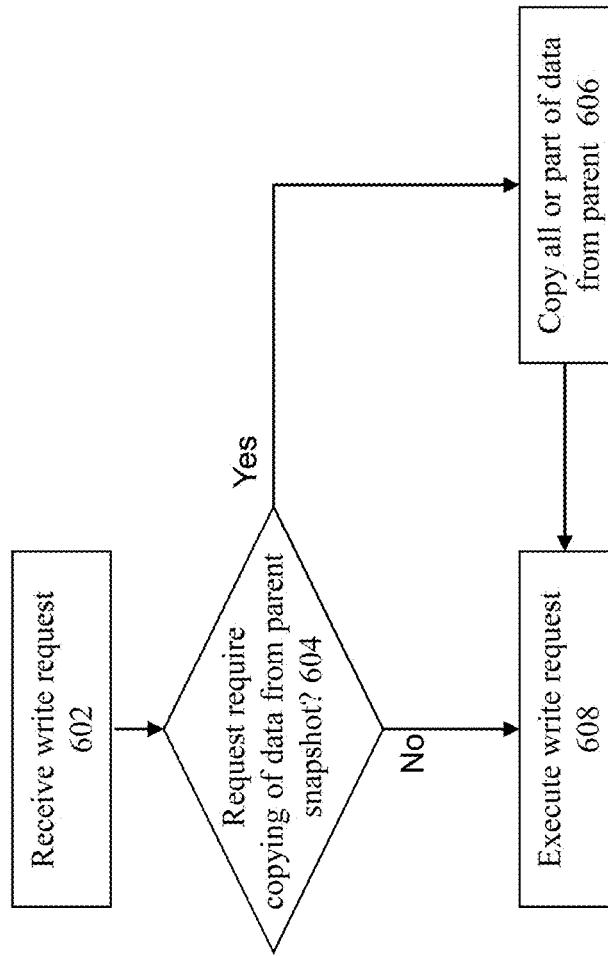 Receive write request
602
Request require
copying of data from parent
snapshot? 604
Yes
No
Copy all or part of data
from parent 606
Execute write request
608